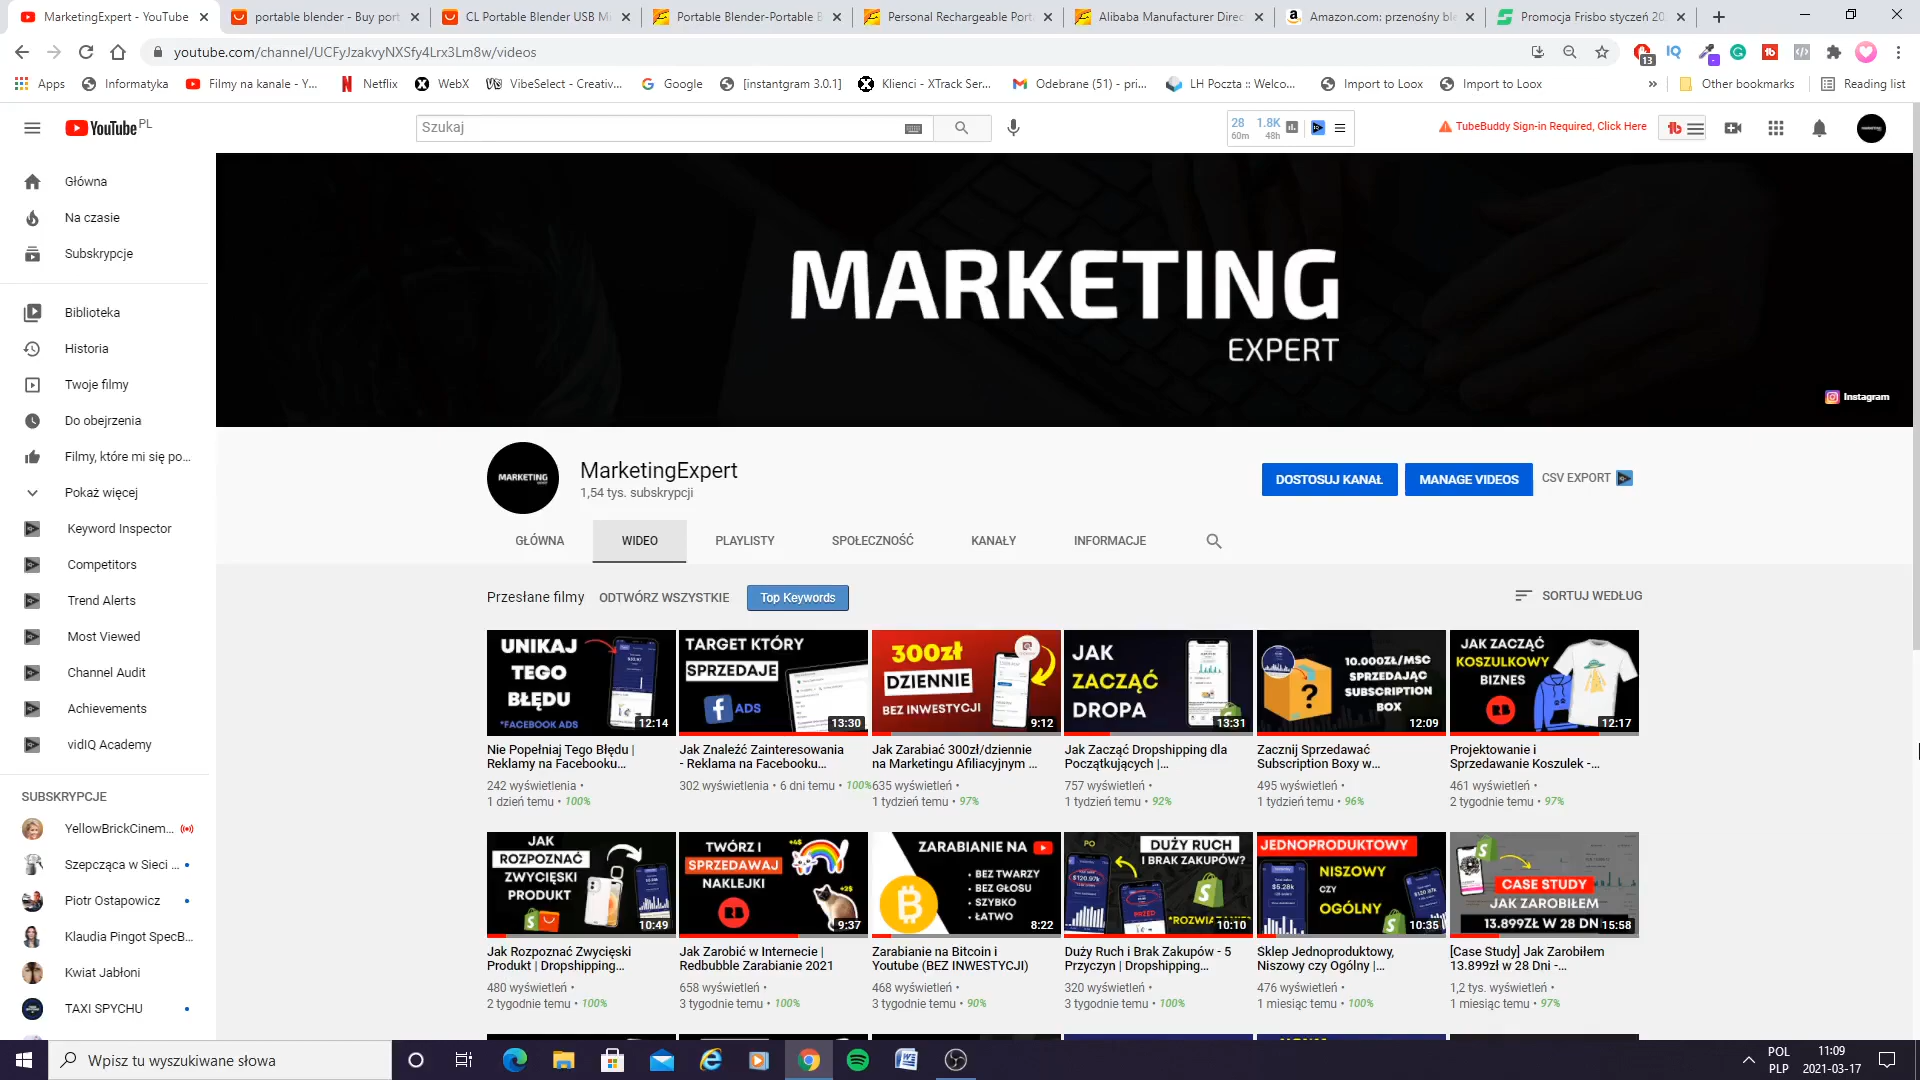 MarketingExpert - YouTube
portable blender - Buy port
CL Portable Blender USB Mi
Portable Blender-Portable B
Personal Rechargeable Port
Alibaba Manufacturer Direc
Amazon.com: przenośny ble
Promocja Frisbo styczeń 20
youtube.com/channel/UCFyJzakvyNXSfy4Lrx3Lm8w/videos
13
Apps
Informatyka
Filmy na kanale - Y...
Netflix
WebX
VibeSelect - Creativ...
Google
[instantgram 3.0.1]
Klienci - XTrack Ser...
Odebrane (51) - pri...
LH Poczta :: Welco...
Import to Loox
Import to Loox
Other bookmarks
Reading list
YouTube PL
Szukaj
28 1.8K
60m 48h
TubeBuddy Sign-in Required, Click Here
Główna
Na czasie
Subskrypcje
Biblioteka
Historia
Twoje filmy
Do obejrzenia
Filmy, które mi się po...
Pokaż więcej
Keyword Inspector
Competitors
Trend Alerts
Most Viewed
Channel Audit
Achievements
vidIQ Academy
SUBSKRYPCJE
YellowBrickCinem...
Szepcząca w Sieci ...
Piotr Ostapowicz
Klaudia Pingot SpecB...
Kwiat Jabłoni
TAXI SPYCHU
MARKETING
EXPERT
Instagram
MARKETING
MarketingExpert
1,54 tys. subskrypcji
DOSTOSUJ KANAŁ
MANAGE VIDEOS
CSV EXPORT
GŁÓWNA
WIDEO
PLAYLISTY
SPOŁECZNOŚĆ
KANAŁY
INFORMACJE
Przesłane filmy
ODTWÓRZ WSZYSTKIE
Top Keywords
SORTUJ WEDŁUG
UNIKAJ
TEGO
BŁĘDU
*FACEBOOK ADS
12:14
Nie Popełniaj Tego Błędu |
Reklamy na Facebooku...
242 wyświetlenia •
1 dzień temu • 100%
TARGET KTÓRY
SPRZEDAJE
ADS
13:30
Jak Znaleźć Zainteresowania
- Reklama na Facebooku...
302 wyświetlenia • 6 dni temu • 100%
300zł
DZIENNIE
BEZ INWESTYCJI
9:12
Jak Zarabiać 300zł/dziennie
na Marketingu Afiliacyjnym ...
635 wyświetleń •
1 tydzień temu • 97%
JAK
ZACZĄĆ
DROPA
13:31
Jak Zacząć Dropshipping dla
Początkujących |...
757 wyświetleń •
1 tydzień temu • 92%
10.000ZŁ/MSC
SPRZEDAJĄC
SUBSCRIPTION
BOX
12:09
Zacznij Sprzedawać
Subscription Boxy w...
495 wyświetleń •
1 tydzień temu • 96%
JAK ZACZĄĆ
KOSZULKOWY
BIZNES
12:17
Projektowanie i
Sprzedawanie Koszulek -...
461 wyświetleń •
2 tygodnie temu • 97%
JAK
ROZPOZNAĆ
ZWYCIĘSKI
PRODUKT
10:49
Jak Rozpoznać Zwycięski
Produkt | Dropshipping...
480 wyświetleń •
2 tygodnie temu • 100%
TWÓRZ I
SPRZEDAWAJ
NAKLEJKI
+4$
+2$
9:37
Jak Zarobić w Internecie |
Redbubble Zarabianie 2021
658 wyświetleń •
3 tygodnie temu • 100%
ZARABIANIE NA
• BEZ TWARZY
• BEZ GŁOSU
• SZYBKO
• ŁATWO
8:22
Zarabianie na Bitcoin i
Youtube (BEZ INWESTYCJI)
468 wyświetleń •
3 tygodnie temu • 90%
PO
DUŻY RUCH
I BRAK ZAKUPÓW?
PRZED
10:10
Duży Ruch i Brak Zakupów - 5
Przyczyn | Dropshipping...
320 wyświetleń •
3 tygodnie temu • 100%
JEDNOPRODUKTOWY
NISZOWY
CZY
OGÓLNY
$5.28k
10:35
Sklep Jednoproduktowy,
Niszowy czy Ogólny |...
476 wyświetleń •
1 miesiąc temu • 100%
CASE STUDY
JAK ZAROBIŁEM
13.899ZŁ W 28 DN
15:58
[Case Study] Jak Zarobiłem
13.899zł w 28 Dni -...
1,2 tys. wyświetleń •
1 miesiąc temu • 97%
Wpisz tu wyszukiwane słowa
POL
PLP
11:09
2021-03-17